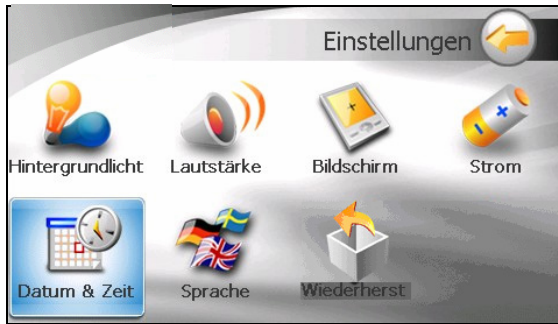 Einstellungen
Hintergrundlicht Lautstärke Bildschirm Strom
Datum & Zeit Sprache Wiederherst